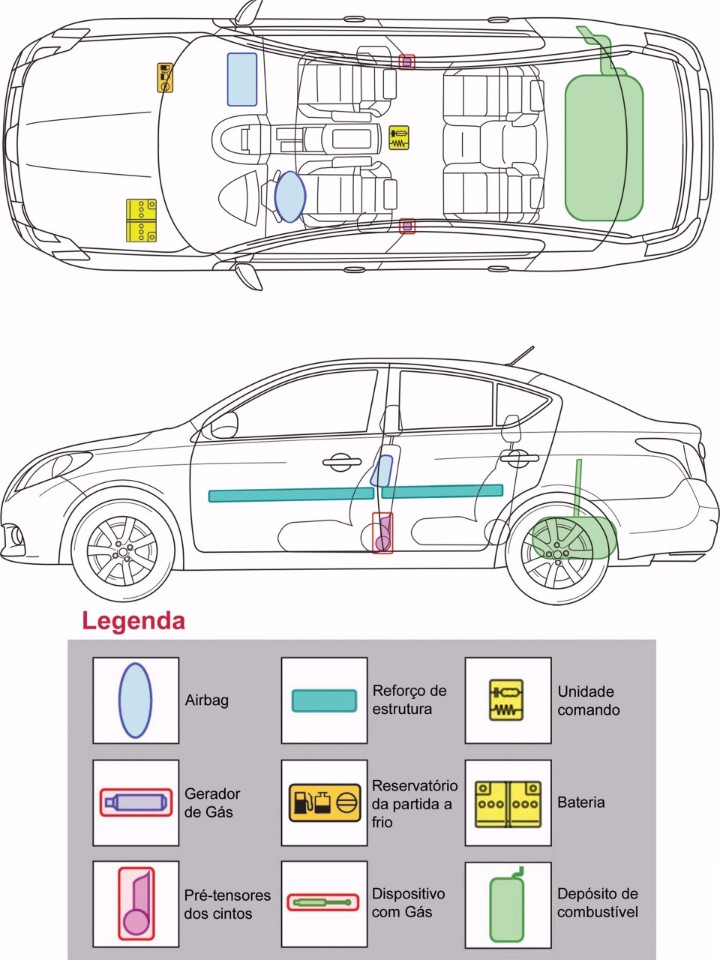 Legenda
Airbag
Reforço de
estrutura
Unidade
comando
Gerador
de Gás
Reservatório
da partida a
frio
Bateria
Pré-tensores
dos cintos
Dispositivo
com Gás
Depósito de
combustível